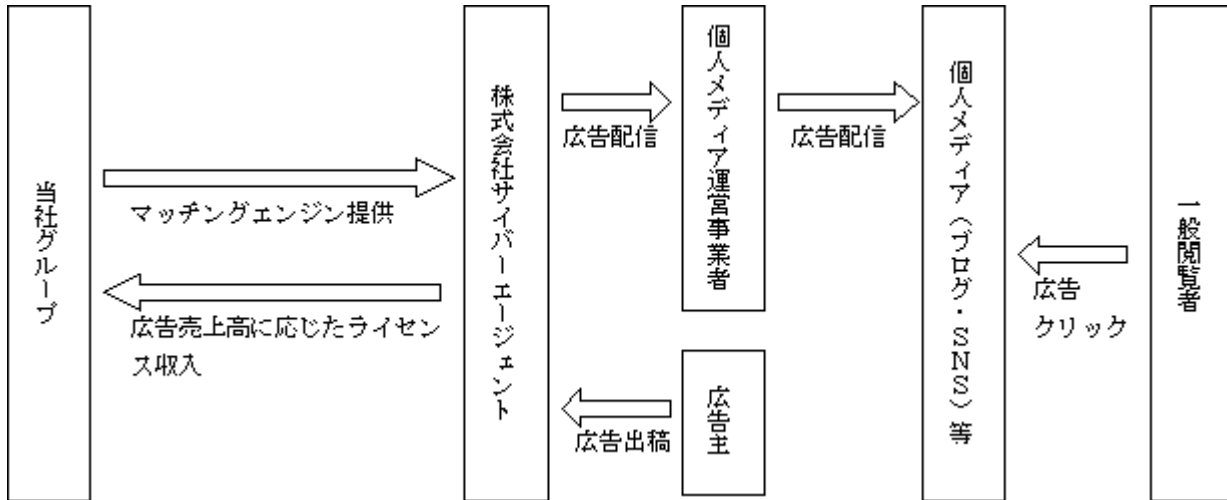 当社グループ
マッチングエンジン提供
広告売上高に応じたライセン
ス収入
株式会社サイバーエージェント
広告配信
広告出稿
個人メディア運営事業者
広告主
広告配信
個人メディア（ブログ・ＳＮＳ）等
広告
クリック
一般閲覧者